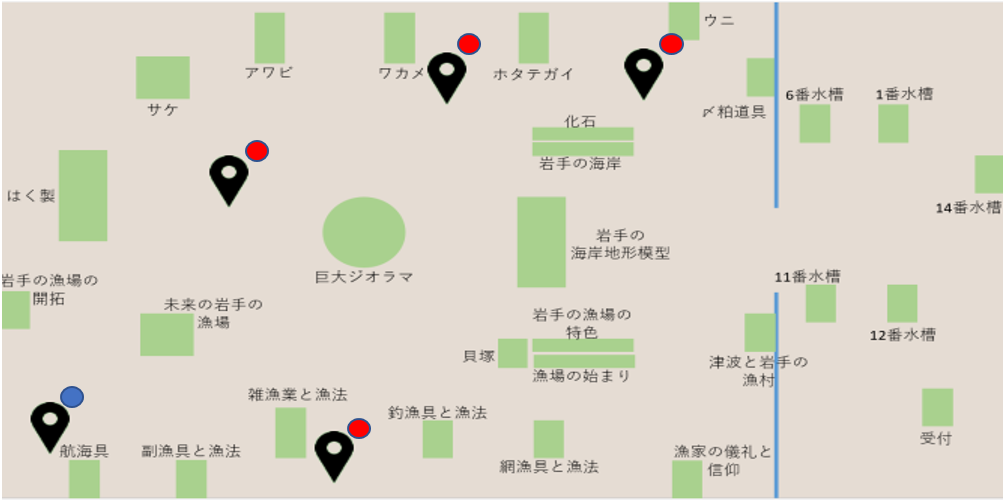 ウニ
アワビ
ワカメ
ホタテガイ
サケ
〆粕道具
6番水槽
1番水槽
化石
岩手の海岸
14番水槽
はく製
岩手の
海岸地形模型
巨大ジオラマ
11番水槽
岩手の漁場の
開拓
未来の岩手の
漁場
岩手の漁場の
特色
12番水槽
貝塚
漁場の始まり
津波と岩手の
漁村
雑漁業と漁法
釣漁具と漁法
受付
航海具
副漁具と漁法
網漁具と漁法
漁家の儀礼と
信仰